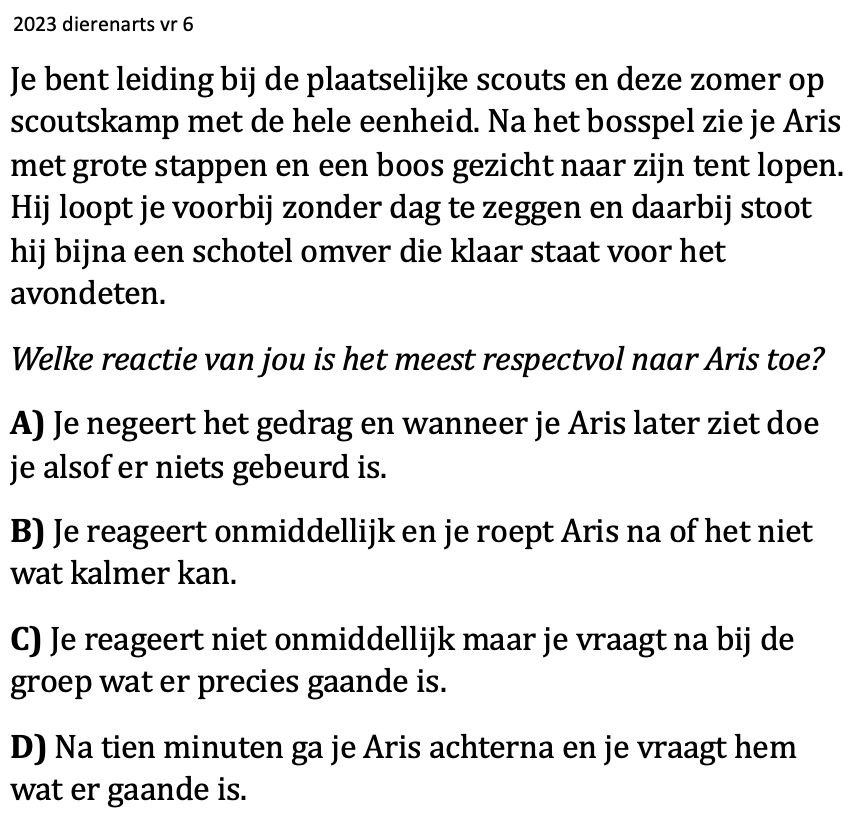 2023 dierenarts vr 6
Je bent leiding bij de plaatselijke scouts en deze zomer op
scoutskamp met de hele eenheid. Na het bosspel zie je Aris
met grote stappen en een boos gezicht naar zijn tent lopen.
Hij loopt je voorbij zonder dag te zeggen en daarbij stoot
hij bijna een schotel omver die klaar staat voor het
avondeten.
Welke reactie van jou is het meest respectvol naar Aris toe?
A) Je negeert het gedrag en wanneer je Aris later ziet doe
je alsof er niets gebeurd is.
B) Je reageert onmiddellijk en je roept Aris na of het niet
wat kalmer kan.
C) Je reageert niet onmiddellijk maar je vraagt na bij de
groep wat er precies gaande is.
D) Na tien minuten ga je Aris achterna en je vraagt hem
wat er gaande is.